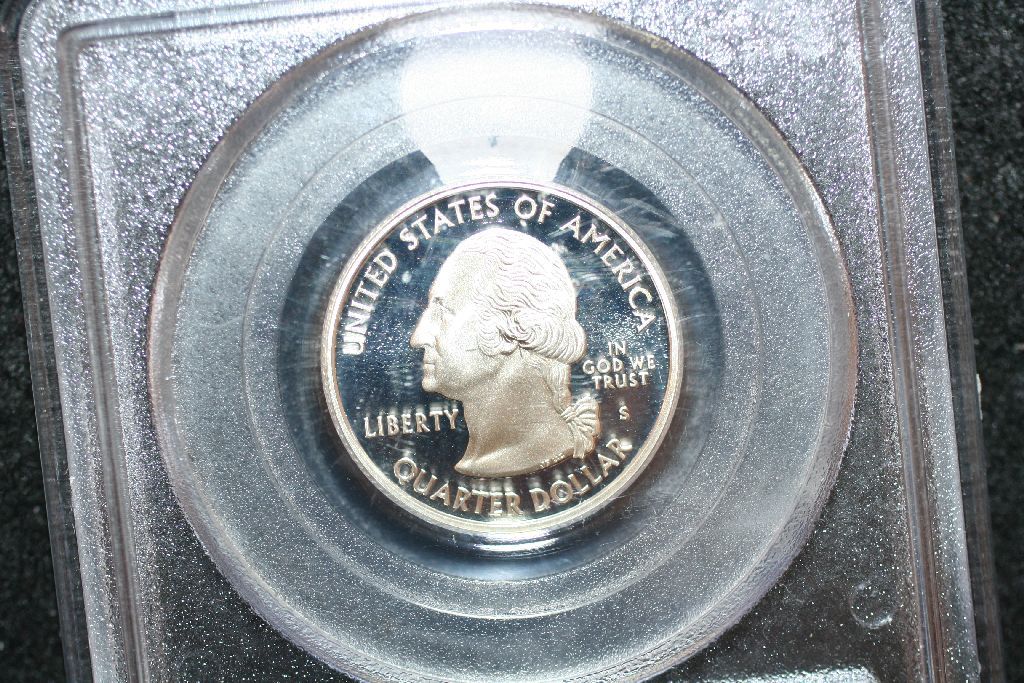 UNITED STATES OF AMERICA
IN
GOD WE
TRUST
LIBERTY
S
QUARTER DOLLAR